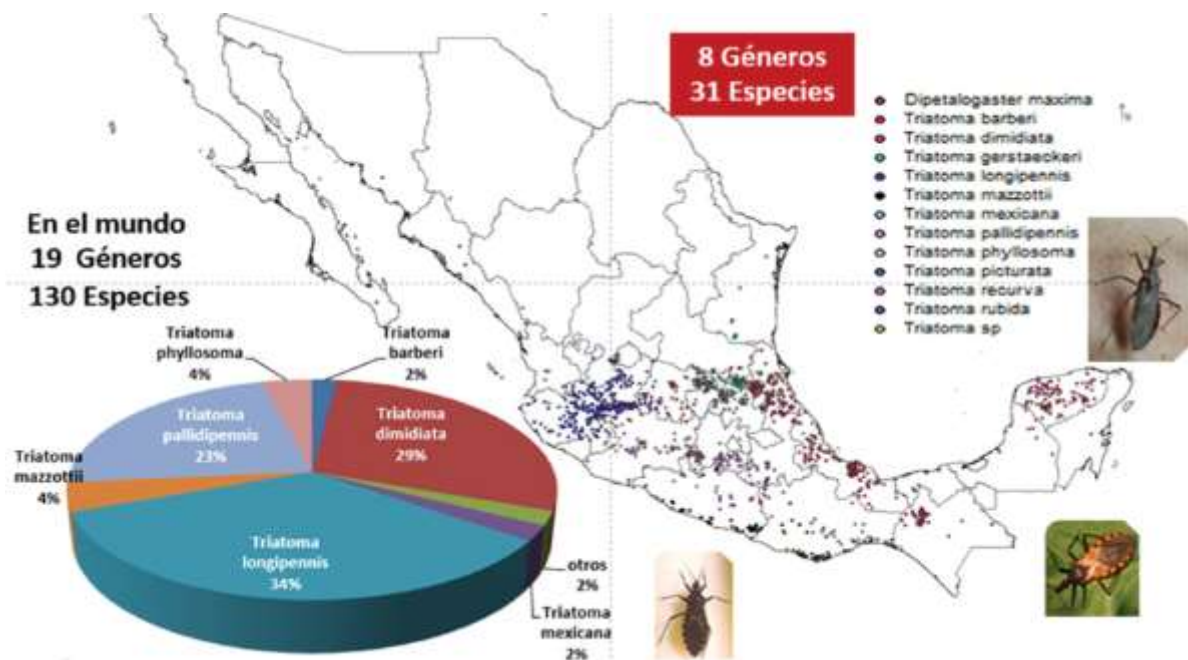 8 Géneros
31 Especies
Dipetalogaster maxima
Triatoma barberi
Triatoma dimidiata
Triatoma gerstaeckeri
Triatoma longipennis
Triatoma mazzottii
Triatoma mexicana
Triatoma pallidipennis
Triatoma phyllosoma
Triatoma picturata
Triatoma recurva
Triatoma rubida
Triatoma sp
En el mundo
19 Géneros
130 Especies
Triatoma
phyllosoma
4%
Triatoma
barberi
2%
Triatoma
dimidiata
29%
Triatoma
pallidipennis
23%
Triatoma
mazzottii
4%
Triatoma
longipennis
34%
otros
2%
Triatoma
mexicana
2%